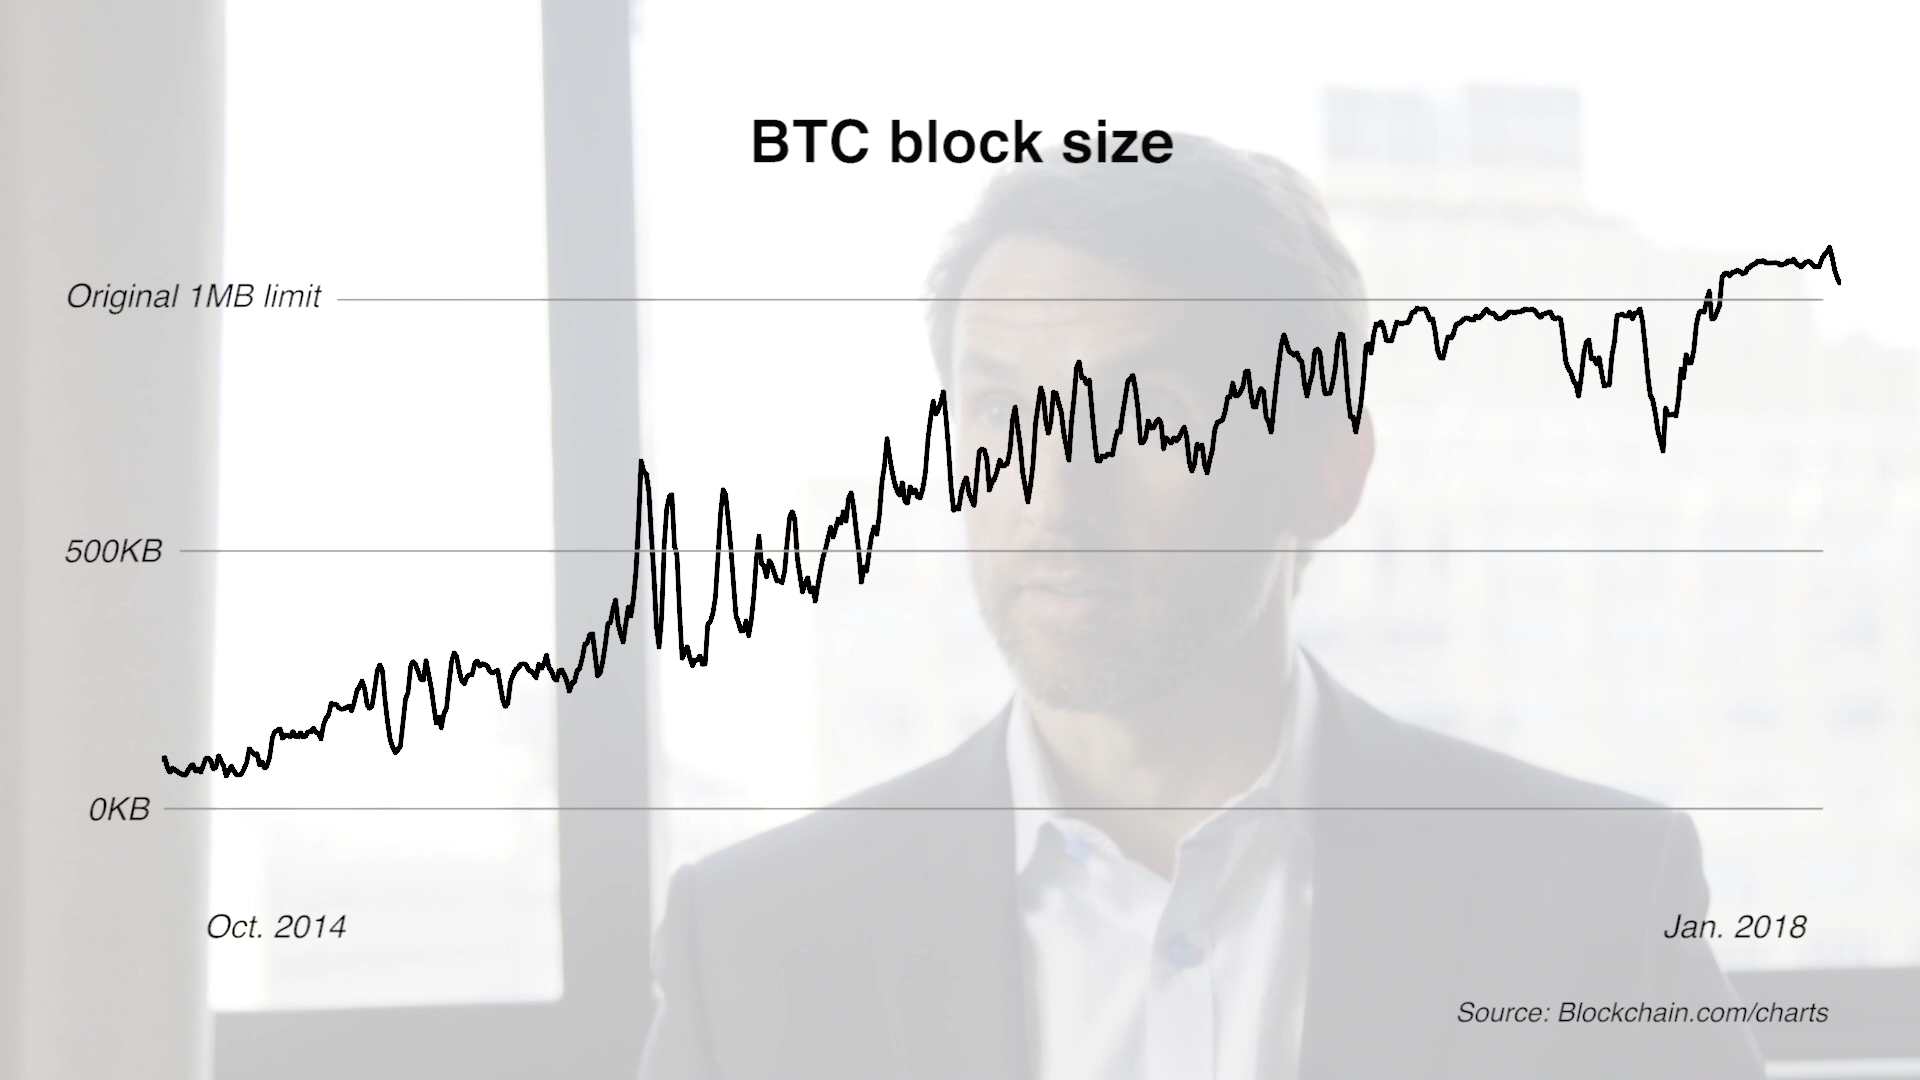 BTC block size
Original 1MB limit
500KB
0KB
Oct. 2014
Jan. 2018
Source: Blockchain.com/charts